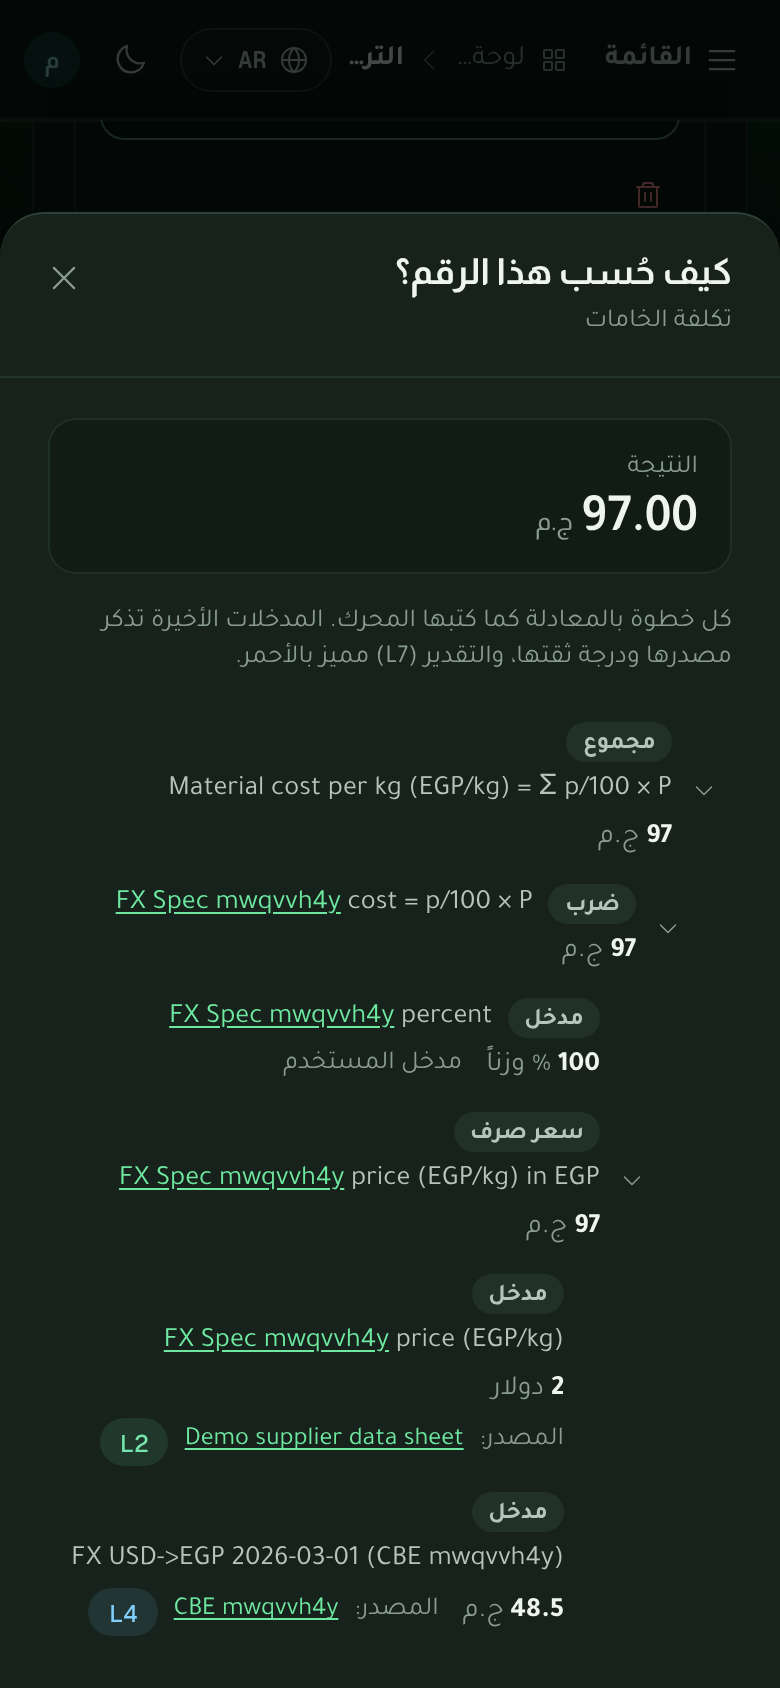 القائمة
لوحة...
التر...
AR
م
كيف حُسب هذا الرقم؟
تكلفة الخامات
النتيجة
97.00 ج.م
كل خطوة بالمعادلة كما كتبها المحرك. المدخلات الأخيرة تذكر
مصدرها ودرجة ثقتها، والتقدير (L7) مميز بالأحمر.
مجموع
Material cost per kg (EGP/kg) = Σ p/100 × P
97 ج.م
ضرب
FX Spec mwqvvh4y cost = p/100 × P
97 ج.م
مدخل
FX Spec mwqvvh4y percent
100 % وزناً مدخل المستخدم
سعر صرف
FX Spec mwqvvh4y price (EGP/kg) in EGP
97 ج.م
مدخل
FX Spec mwqvvh4y price (EGP/kg)
2 دولار
المصدر: Demo supplier data sheet L2
مدخل
FX USD->EGP 2026-03-01 (CBE mwqvvh4y)
48.5 ج.م المصدر: CBE mwqvvh4y L4